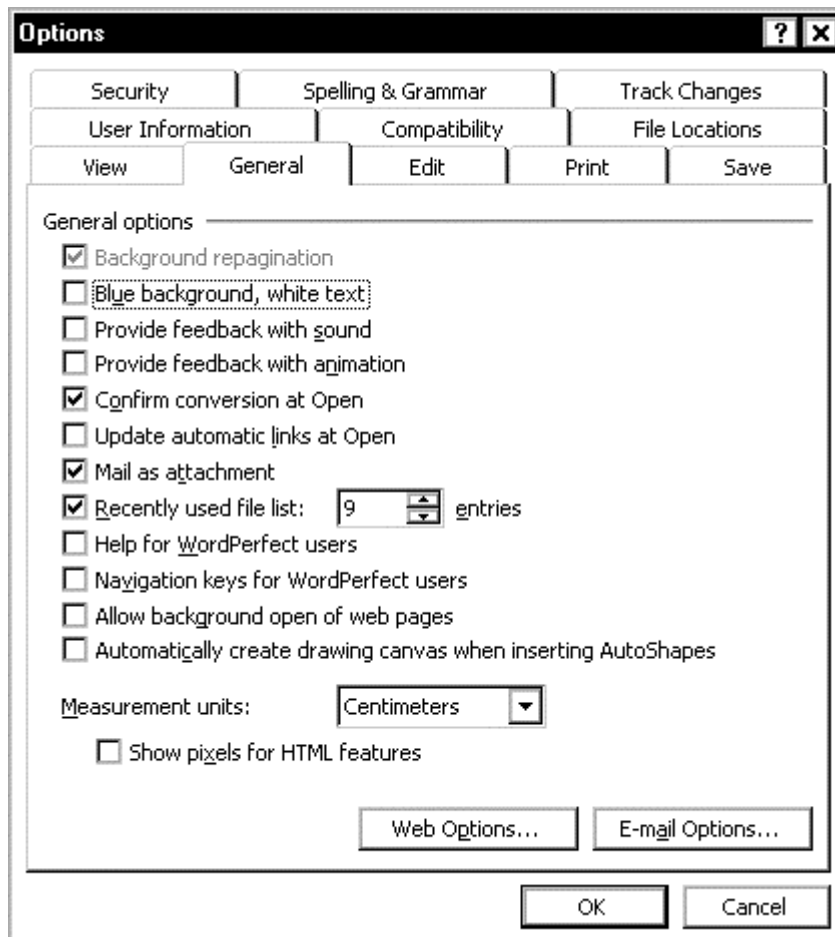 Options
Security Spelling & Grammar Track Changes
User Information Compatibility File Locations
View General Edit Print Save
General options
Background repagination
Blue background, white text
Provide feedback with sound
Provide feedback with animation
Confirm conversion at Open
Update automatic links at Open
Mail as attachment
Recently used file list: 9 entries
Help for WordPerfect users
Navigation keys for WordPerfect users
Allow background open of web pages
Automatically create drawing canvas when inserting AutoShapes
Measurement units: Centimeters
Show pixels for HTML features
Web Options... E-mail Options...
OK Cancel